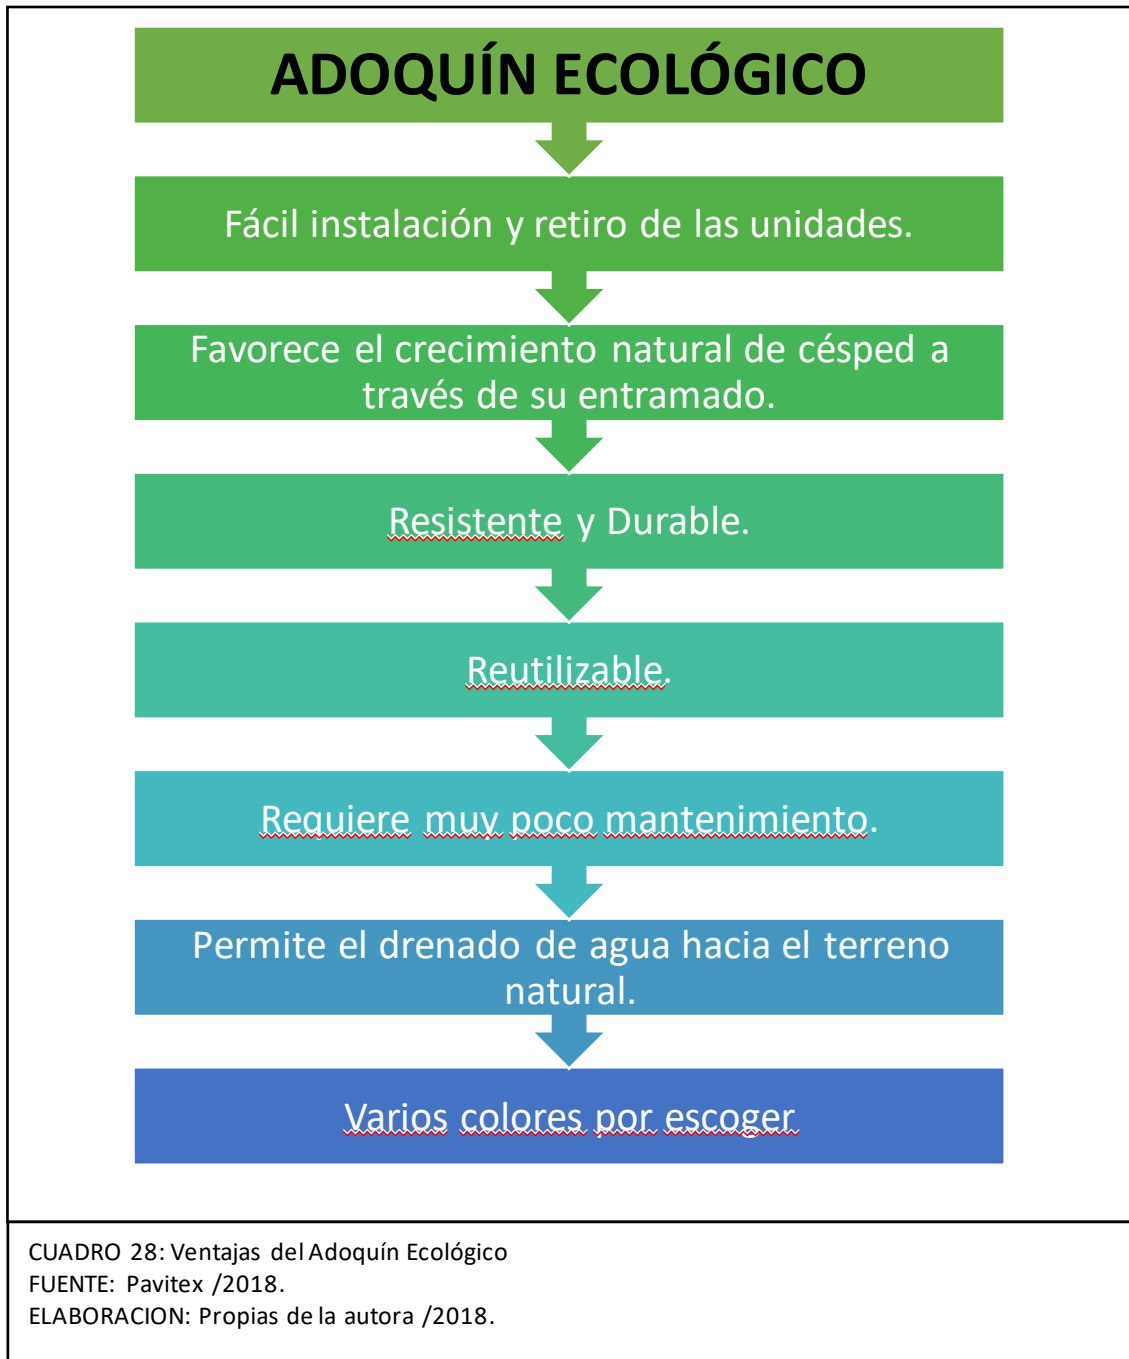 ADOQUÍN ECOLÓGICO
Fácil instalación y retiro de las unidades.
Favorece el crecimiento natural de césped a
través de su entramado.
Resistente y Durable.
Reutilizable.
Requiere muy poco mantenimiento.
Permite el drenado de agua hacia el terreno
natural.
Varios colores por escoger
CUADRO 28: Ventajas del Adoquín Ecológico
FUENTE: Pavitex /2018.
ELABORACION: Propias de la autora /2018.